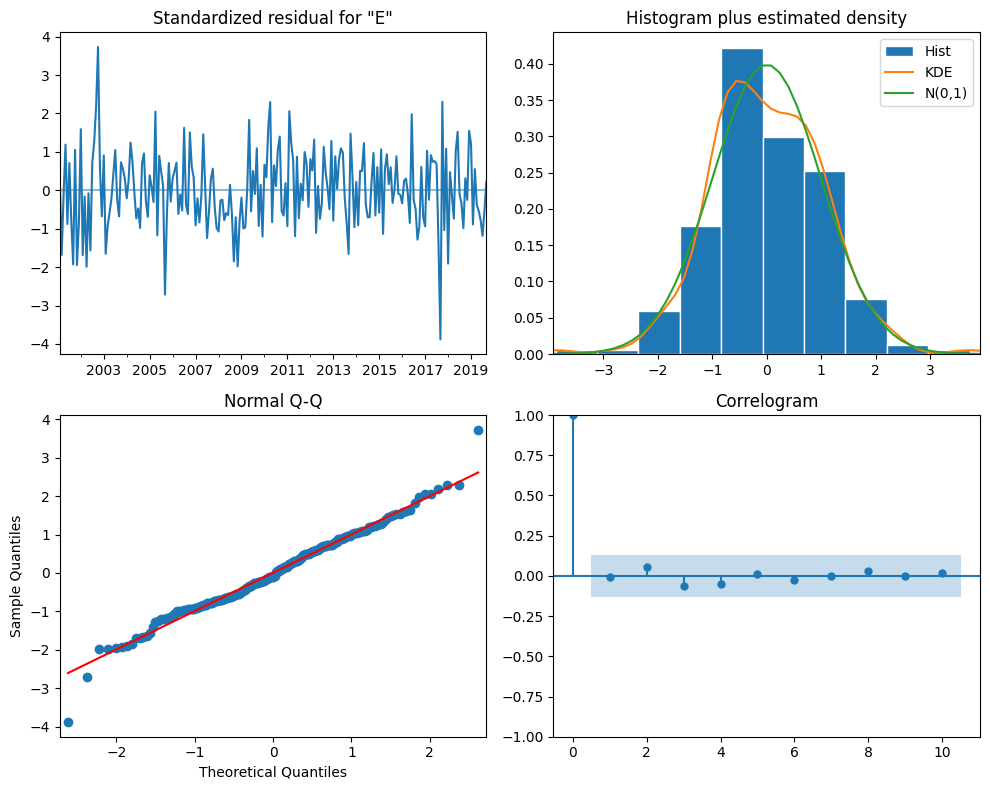 Standardized residual for "E"
4
3
2
1
0
−1
−2
−3
−4
2003 2005 2007 2009 2011 2013 2015 2017 2019
Histogram plus estimated density
Hist
KDE
N(0,1)
0.40
0.35
0.30
0.25
0.20
0.15
0.10
0.05
0.00
−3 −2 −1 0 1 2 3
Normal Q-Q
Sample Quantiles
4
3
2
1
0
−1
−2
−3
−4
−2 −1 0 1 2
Theoretical Quantiles
Correlogram
1.00
0.75
0.50
0.25
0.00
−0.25
−0.50
−0.75
−1.00
0 2 4 6 8 10